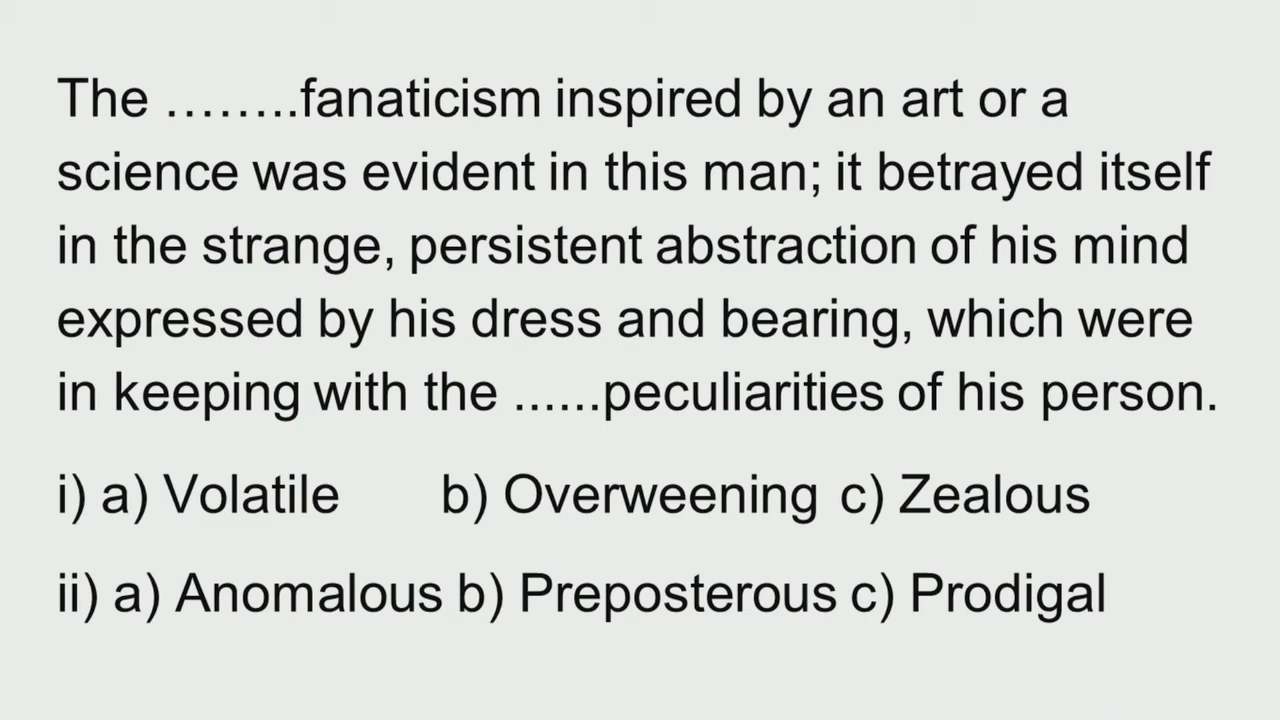 The ........fanaticism inspired by an art or a
science was evident in this man; it betrayed itself
in the strange, persistent abstraction of his mind
expressed by his dress and bearing, which were
in keeping with the ......peculiarities of his person.
i) a) Volatile b) Overweening c) Zealous
ii) a) Anomalous b) Preposterous c) Prodigal